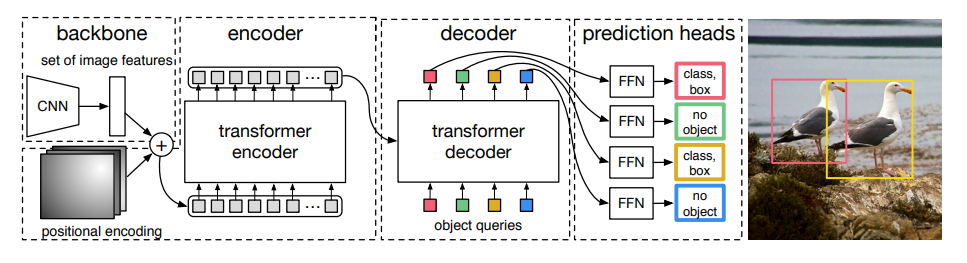 backbone
set of image features
CNN
+
positional encoding
encoder
...
transformer
encoder
...
decoder
transformer
decoder
object queries
prediction heads
FFN
class,
box
FFN
no
object
FFN
class,
box
FFN
no
object